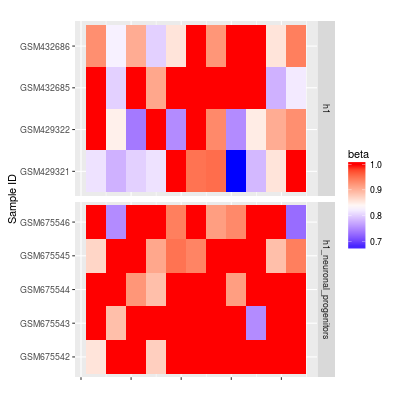 Sample ID
GSM432686
GSM432685
GSM429322
GSM429321
h1
GSM675546
GSM675545
GSM675544
GSM675543
GSM675542
h1_neuronal_progenitors
beta
1.0
0.9
0.8
0.7